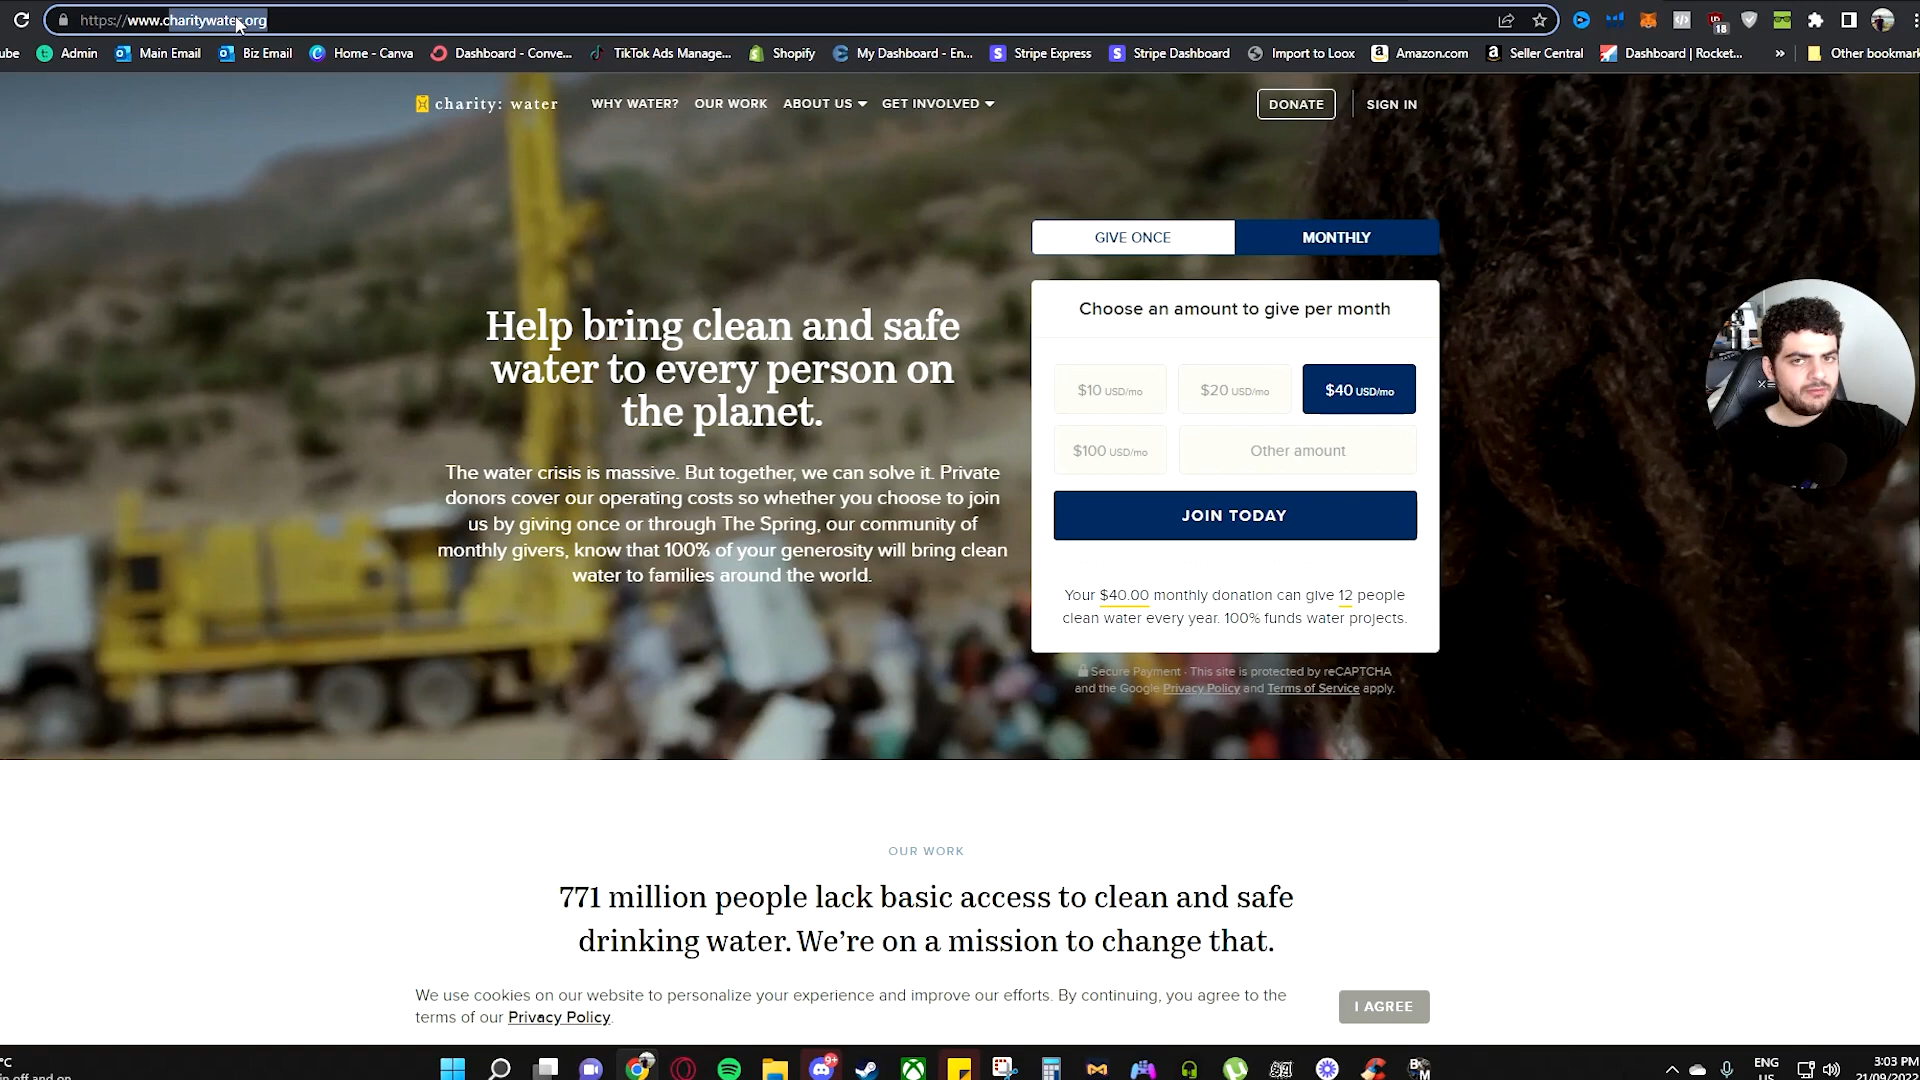 https://www.charitywater.org
ube Admin Main Email Biz Email Home - Canva Dashboard - Conve... TikTok Ads Manage... Shopify My Dashboard - En... Stripe Express Stripe Dashboard Import to Loox Amazon.com Seller Central Dashboard | Rocket... » Other bookmark
18
charity: water WHY WATER? OUR WORK ABOUT US GET INVOLVED DONATE SIGN IN
GIVE ONCE MONTHLY
Choose an amount to give per month
$10 USD/mo $20 USD/mo $40 USD/mo
$100 USD/mo Other amount
JOIN TODAY
Your $40.00 monthly donation can give 12 people
clean water every year. 100% funds water projects.
Secure Payment - This site is protected by reCAPTCHA
and the Google Privacy Policy and Terms of Service apply.
Help bring clean and safe
water to every person on
the planet.
The water crisis is massive. But together, we can solve it. Private
donors cover our operating costs so whether you choose to join
us by giving once or through The Spring, our community of
monthly givers, know that 100% of your generosity will bring clean
water to families around the world.
OUR WORK
771 million people lack basic access to clean and safe
drinking water. We're on a mission to change that.
We use cookies on our website to personalize your experience and improve our efforts. By continuing, you agree to the
terms of our Privacy Policy.
I AGREE
°C
9+
ENG
US
3:03 PM
21/09/2022